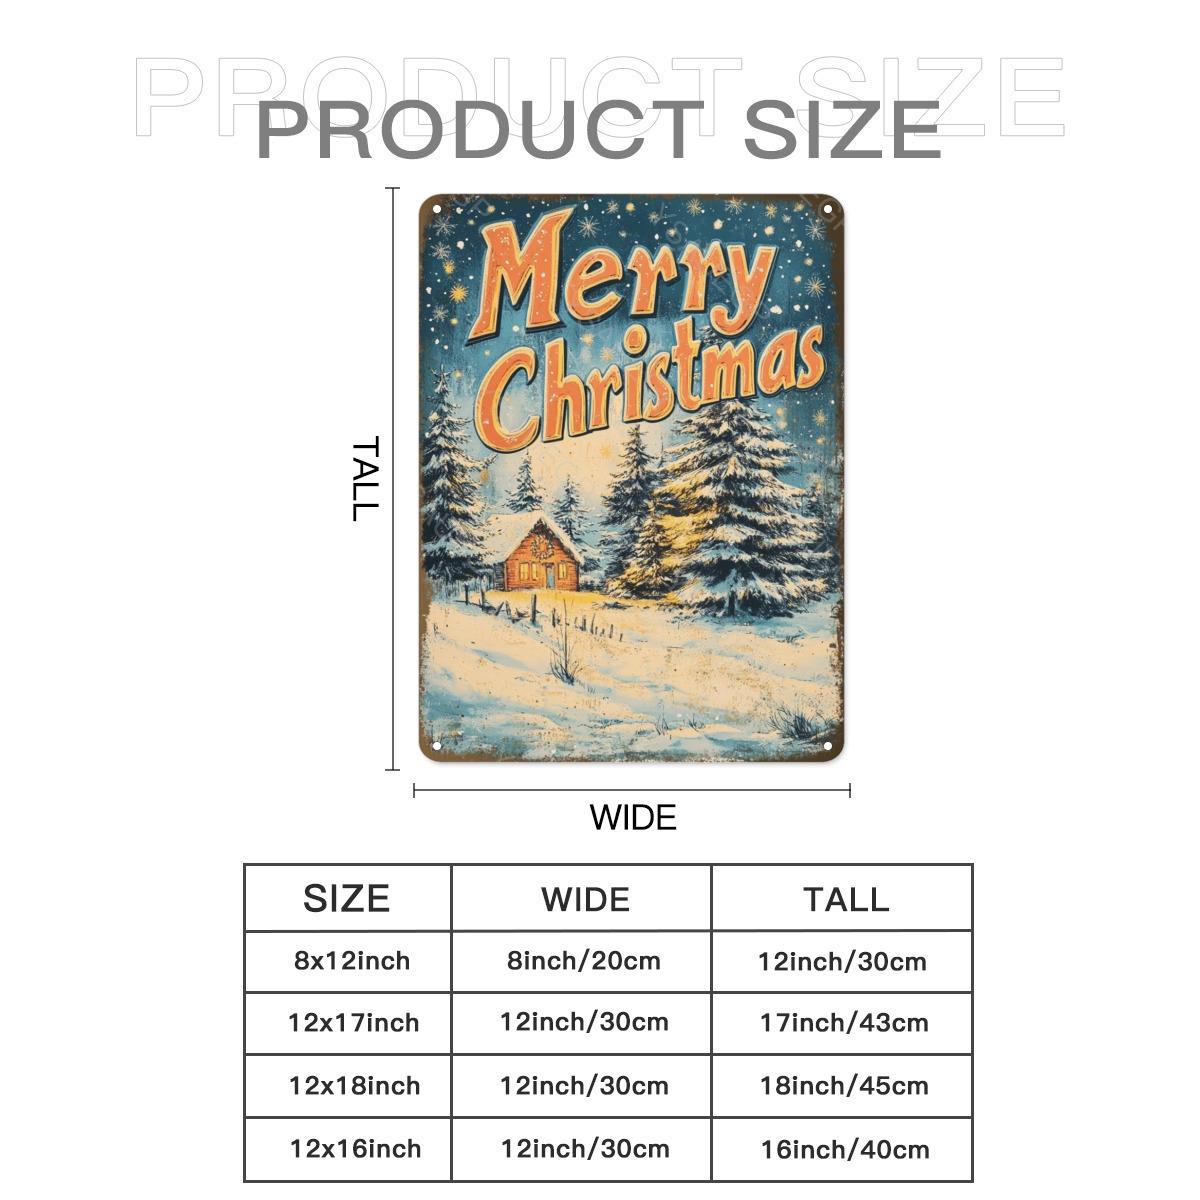 PRODUCT SIZE
PRODUCT SIZE
Merry
Christmas
TALL
WIDE
SIZE WIDE TALL
8x12inch 8inch/20cm 12inch/30cm
12x17inch 12inch/30cm 17inch/43cm
12x18inch 12inch/30cm 18inch/45cm
12x16inch 12inch/30cm 16inch/40cm